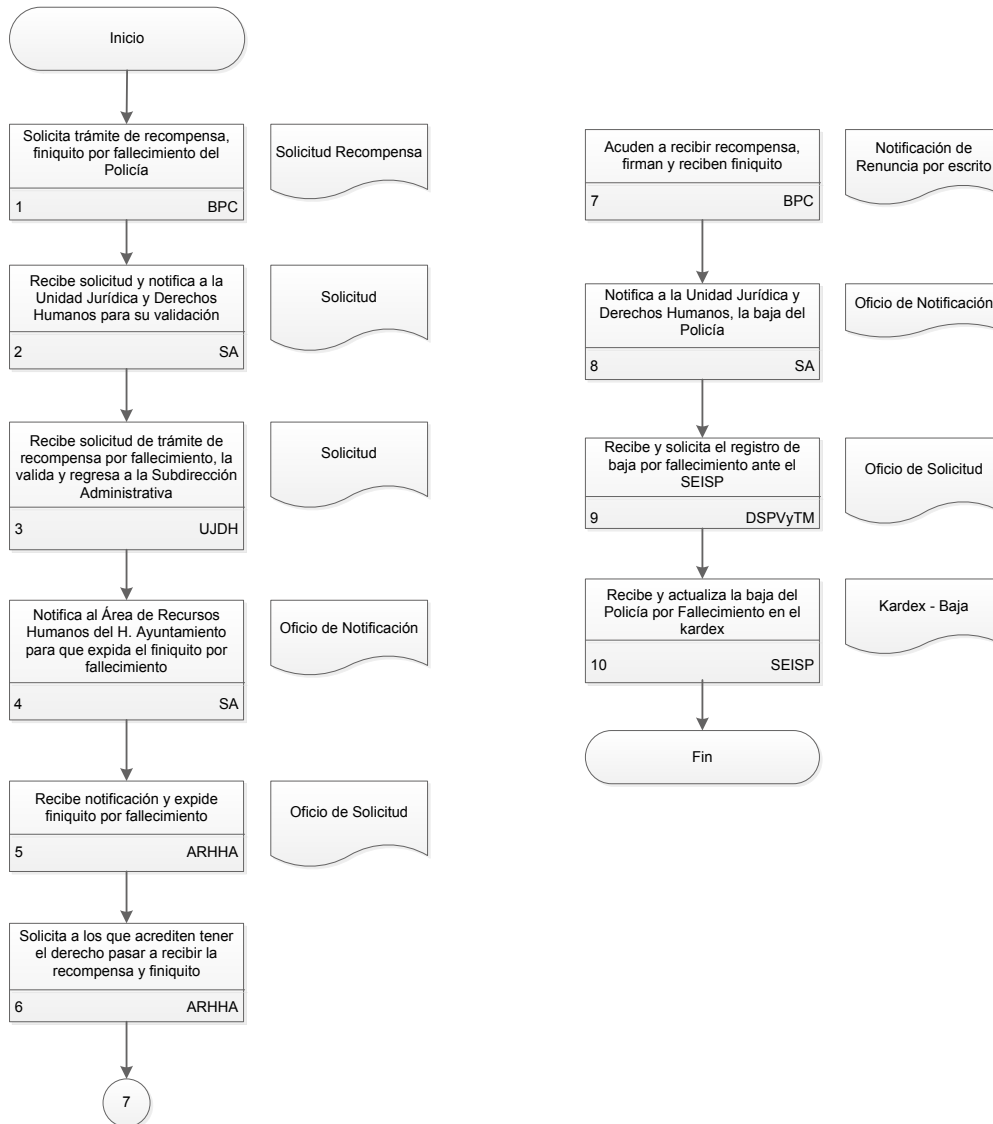 Inicio
Solicita trámite de recompensa,
finiquito por fallecimiento del
Policía
1 BPC
Solicitud Recompensa
Recibe solicitud y notifica a la
Unidad Jurídica y Derechos
Humanos para su validación
2 SA
Solicitud
Recibe solicitud de trámite de
recompensa por fallecimiento, la
valida y regresa a la Subdirección
Administrativa
3 UJDH
Solicitud
Notifica al Área de Recursos
Humanos del H. Ayuntamiento
para que expida el finiquito por
fallecimiento
4 SA
Oficio de Notificación
Recibe notificación y expide
finiquito por fallecimiento
5 ARHHA
Oficio de Solicitud
Solicita a los que acrediten tener
el derecho pasar a recibir la
recompensa y finiquito
6 ARHHA
7
Acuden a recibir recompensa,
firman y reciben finiquito
7 BPC
Notificación de
Renuncia por escrito
Notifica a la Unidad Jurídica y
Derechos Humanos, la baja del
Policía
8 SA
Oficio de Notificación
Recibe y solicita el registro de
baja por fallecimiento ante el
SEISP
9 DSPVyTM
Oficio de Solicitud
Recibe y actualiza la baja del
Policía por Fallecimiento en el
kardex
10 SEISP
Kardex - Baja
Fin